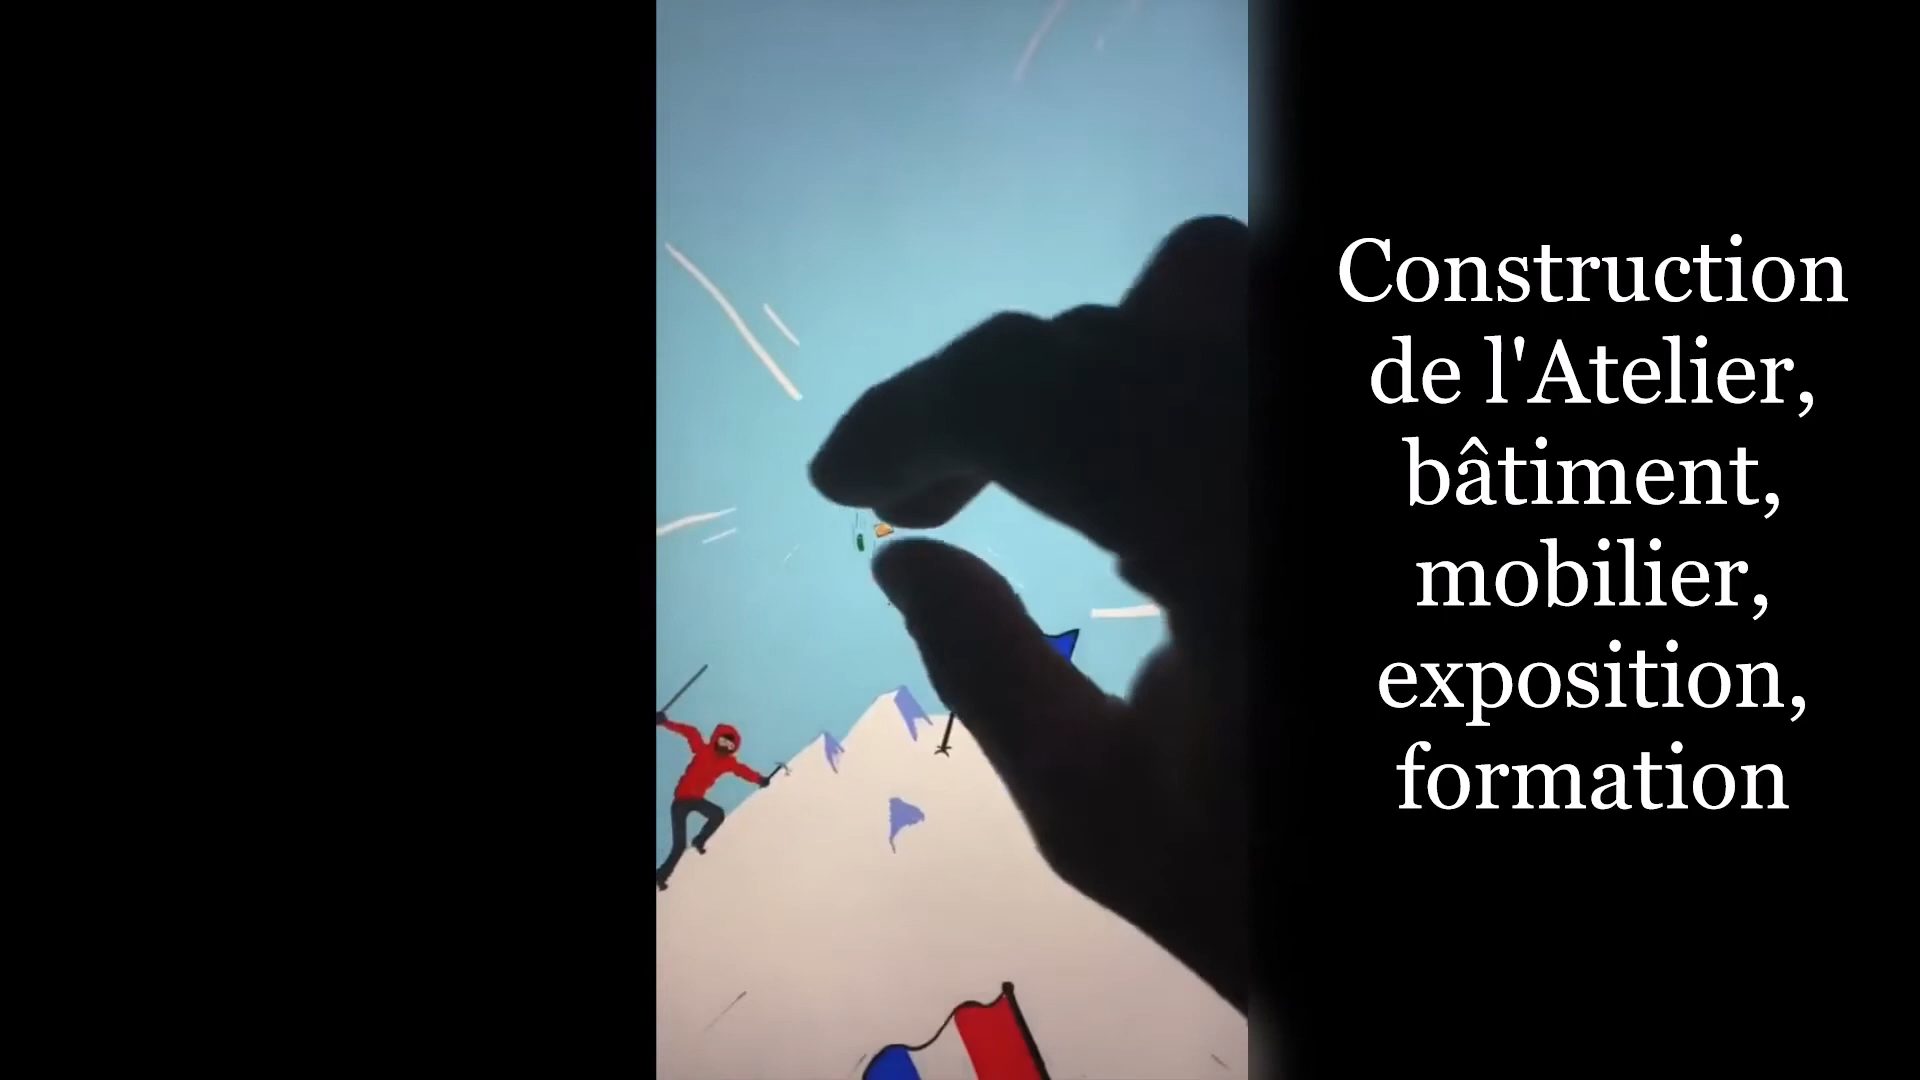 Construction
de l'Atelier,
bâtiment,
mobilier,
exposition,
formation